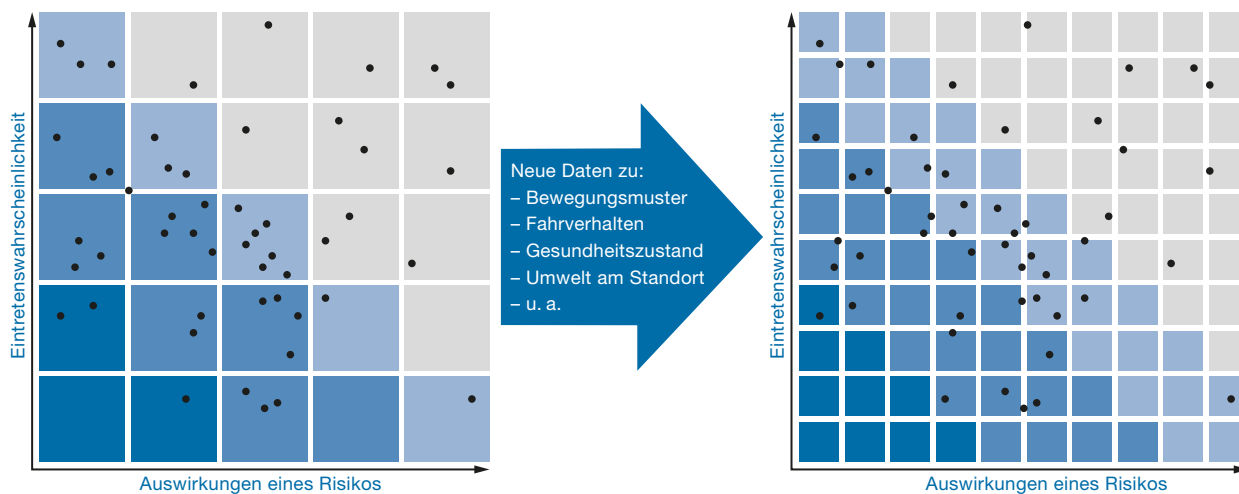 Eintretenswahrscheinlichkeit
Auswirkungen eines Risikos
Neue Daten zu:
– Bewegungsmuster
– Fahrverhalten
– Gesundheitszustand
– Umwelt am Standort
– u. a.
Eintretenswahrscheinlichkeit
Auswirkungen eines Risikos